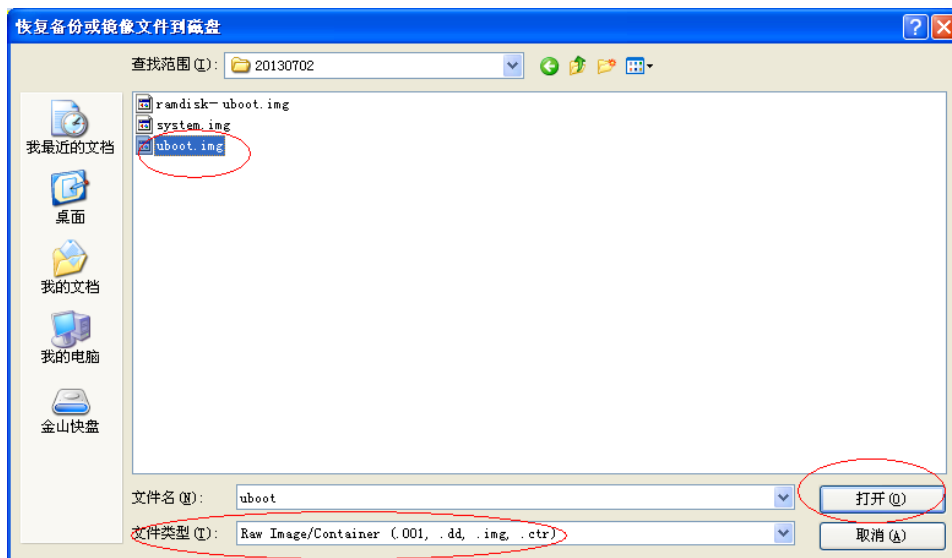 恢复备份或镜像文件到磁盘
查找范围(I):
20130702
ramdisk-uboot.img
system.img
uboot.img
我最近的文档
桌面
我的文档
我的电脑
金山快盘
文件名(N):
uboot
打开(O)
文件类型(T):
Raw Image/Container (.001, .dd, .img, .ctr)
取消(A)